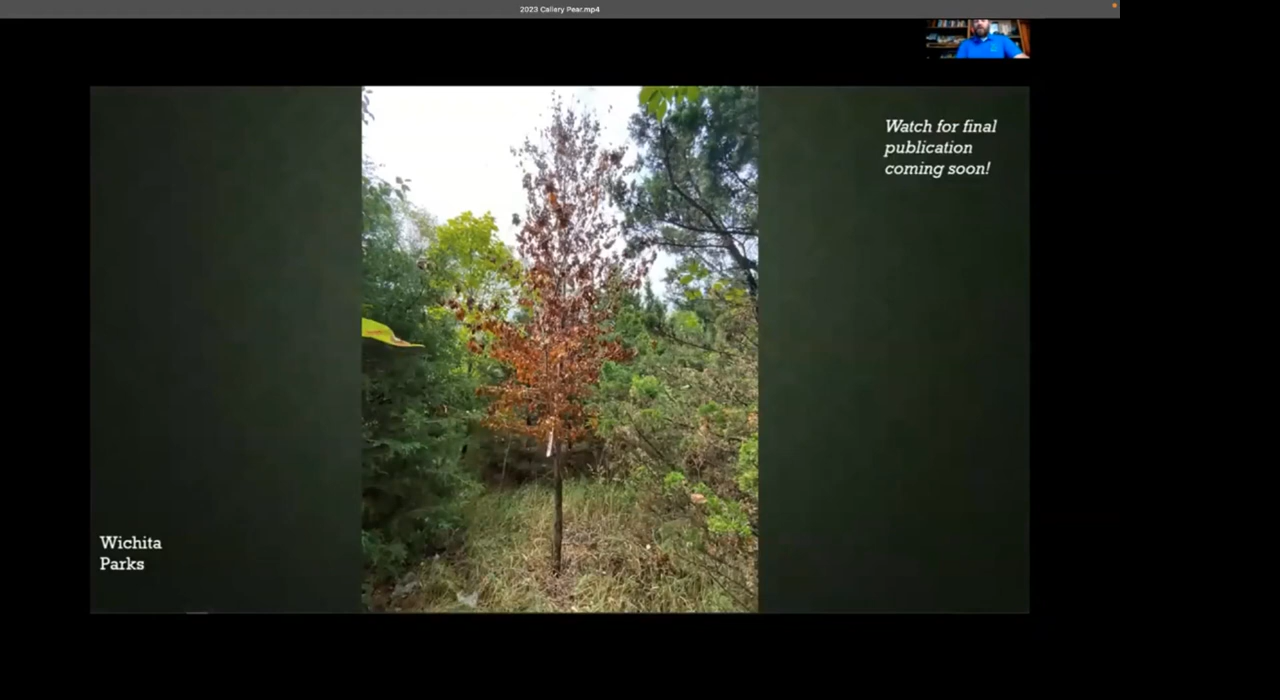 2023 Callery Pear.mp4
Watch for final
publication
coming soon!
Wichita
Parks